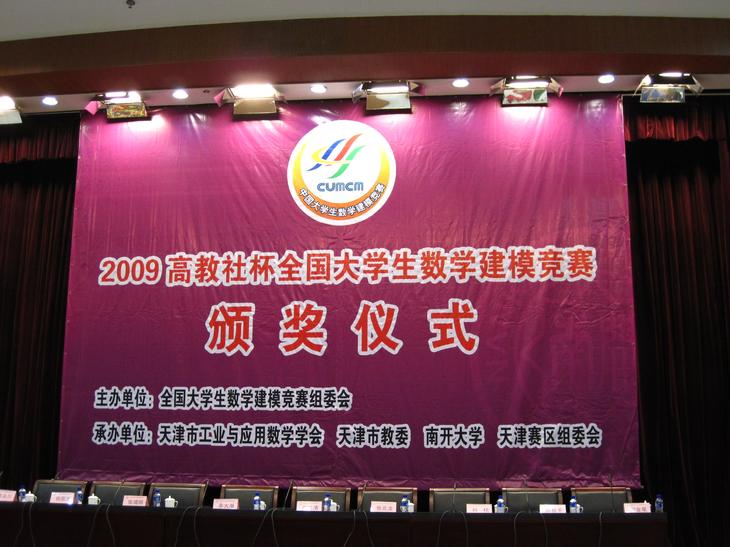 CUMCM
中国大学生数学建模竞赛
2009 高教社杯全国大学生数学建模竞赛
颁 奖 仪 式
主办单位：全国大学生数学建模竞赛组委会
承办单位：天津市工业与应用数学学会 天津市教委 南开大学 天津赛区组委会